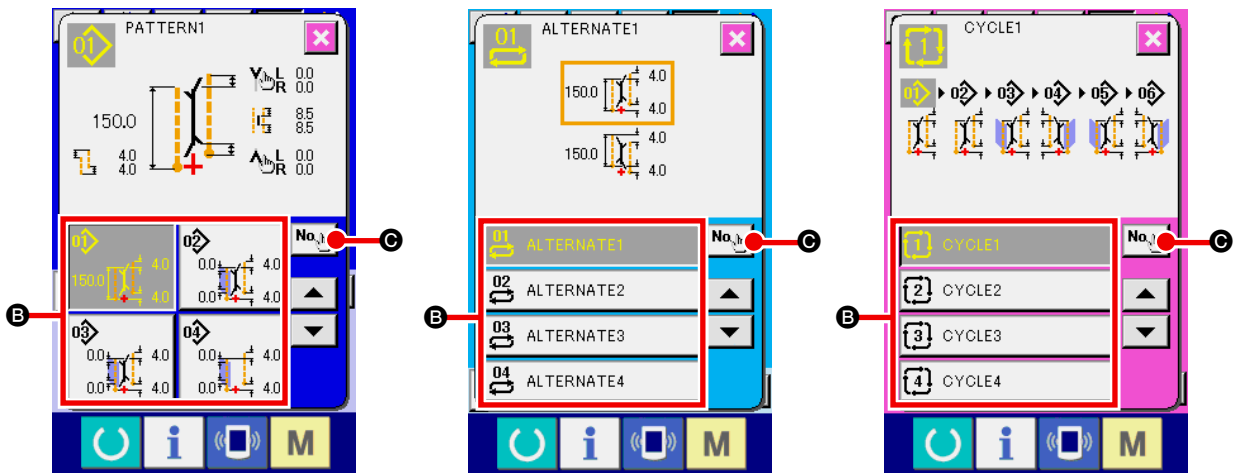 01 PATTERN1
L 0.0
R 0.0
150.0
8.5
8.5
4.0
4.0
L 0.0
R 0.0
01 02
150.0 4.0 4.0
0.0 4.0
0.0 4.0
03 04
0.0 4.0 0.0 4.0
0.0 4.0 0.0 4.0
No.
C
B
i M
01 ALTERNATE1
150.0 4.0
4.0
150.0 4.0
4.0
01 ALTERNATE1
02 ALTERNATE2
03 ALTERNATE3
04 ALTERNATE4
No.
C
B
i M
1 CYCLE1
01 02 03 04 05 06
1 CYCLE1
2 CYCLE2
3 CYCLE3
4 CYCLE4
No.
C
B
i M